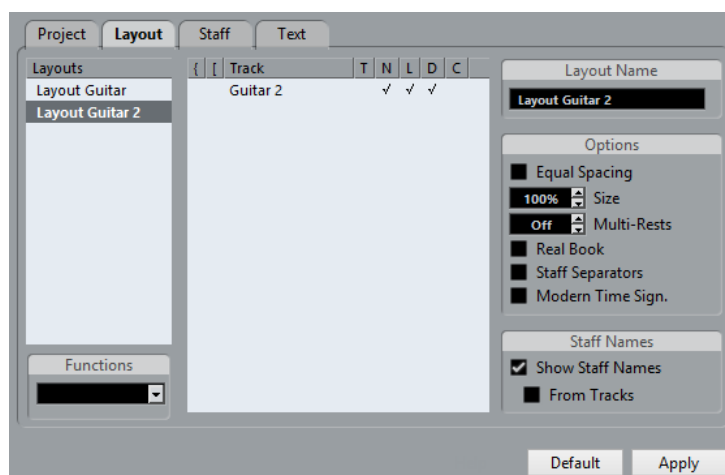 Project Layout Staff Text
Layouts
Layout Guitar
Layout Guitar 2
Functions
{ [ Track T N L D C
Guitar 2 √ √ √
Layout Name
Layout Guitar 2
Options
Equal Spacing
100% Size
Off Multi-Rests
Real Book
Staff Separators
Modern Time Sign.
Staff Names
Show Staff Names
From Tracks
Default Apply